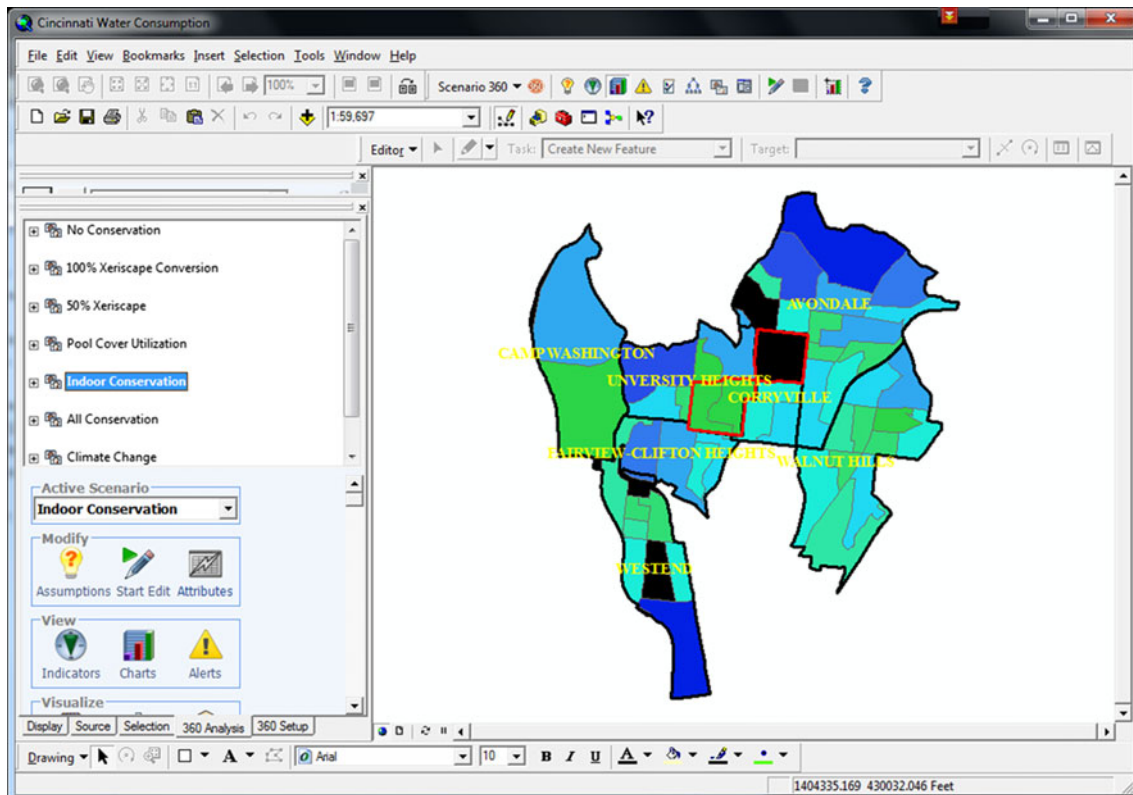 Cincinnati Water Consumption
File Edit View Bookmarks Insert Selection Tools Window Help
100% Scenario 360
1:59,697
Editor Task: Create New Feature Target:
No Conservation
100% Xeriscape Conversion
50% Xeriscape
Pool Cover Utilization
Indoor Conservation
All Conservation
Climate Change
Active Scenario
Indoor Conservation
Modify
Assumptions Start Edit Attributes
View
Indicators Charts Alerts
Visualize
Display Source Selection 360 Analysis 360 Setup
AVONDALE
CAMP WASHINGTON
UNVERSITY HEIGHTS
CORRYVILLE
FAIRVIEW-CLIFTON HEIGHTS
WALNUT HILLS
WESTEND
Drawing A Arial 10 B I U A
1404335.169 430032.046 Feet